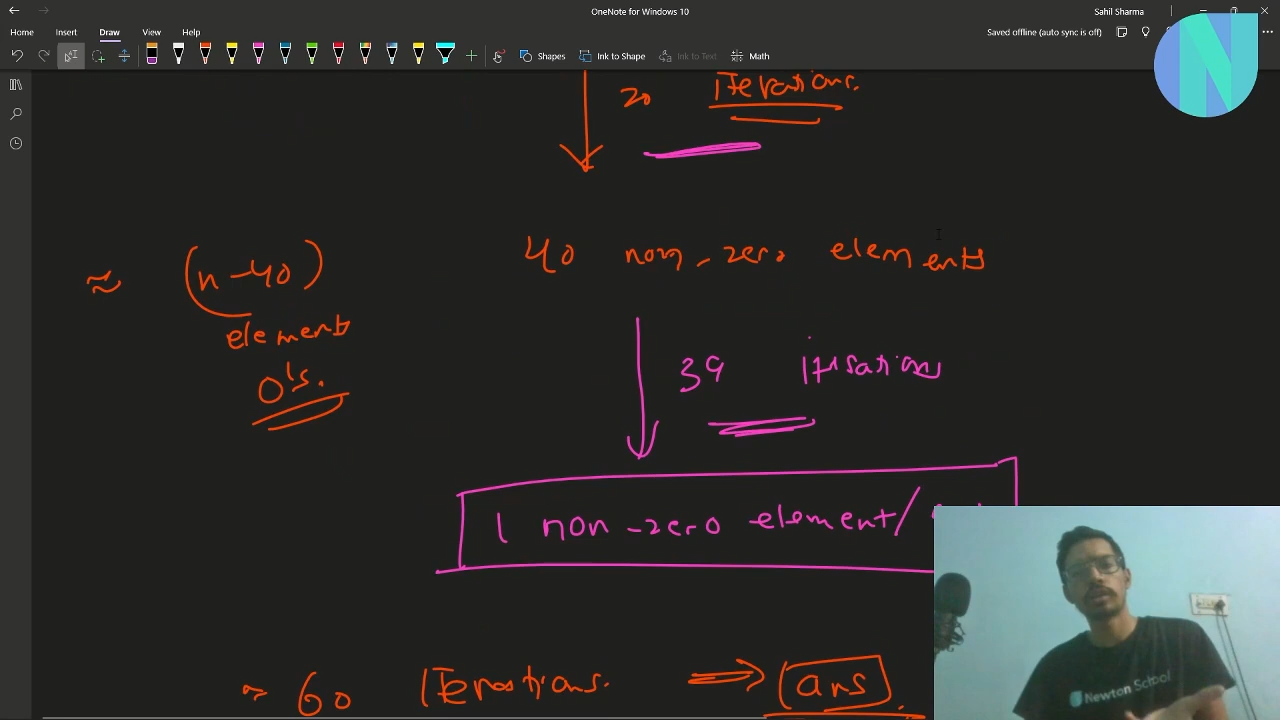 OneNote for Windows 10
Sahil Sharma
Home Insert Draw View Help
Saved offline (auto sync is off)
Shapes Ink to Shape Ink to Text Math
20 Iterations.
≈ (n-40)
elements
0's.
40 non-zero elements
39 iterations
1 non-zero element/
~ 60 Iterations. ⇒ ans.
Newton School